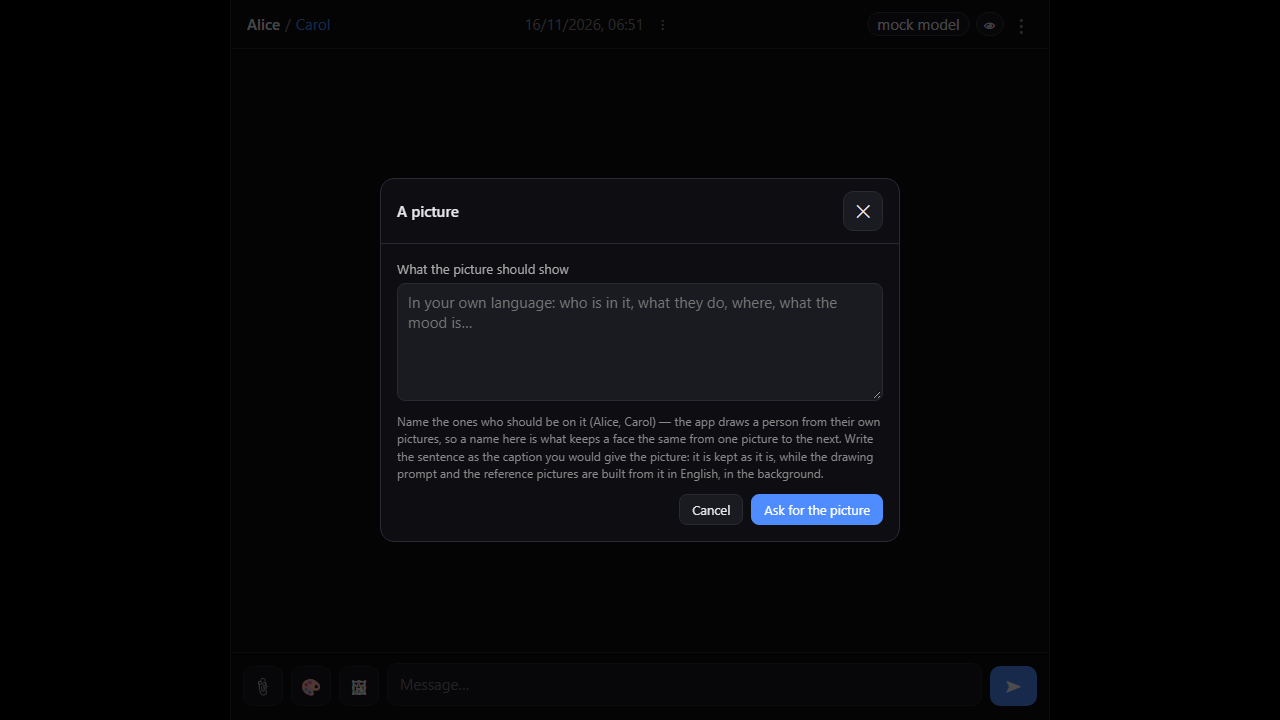 Alice / Carol
16/11/2026, 06:51
mock model
A picture
What the picture should show
In your own language: who is in it, what they do, where, what the
mood is...
Name the ones who should be on it (Alice, Carol) — the app draws a person from their own
pictures, so a name here is what keeps a face the same from one picture to the next. Write
the sentence as the caption you would give the picture: it is kept as it is, while the drawing
prompt and the reference pictures are built from it in English, in the background.
Cancel
Ask for the picture
Message...